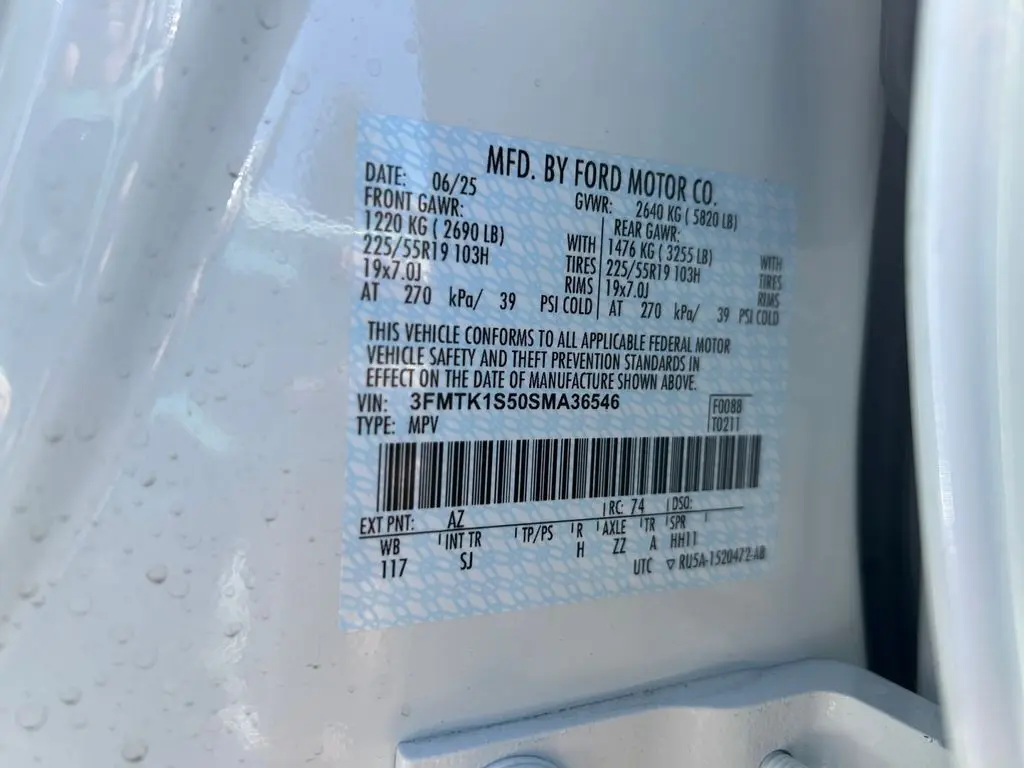 MFD. BY FORD MOTOR CO.
DATE: 06/25 GVWR: 2640 KG ( 5820 LB)
FRONT GAWR: REAR GAWR:
1220 KG ( 2690 LB) WITH 1476 KG ( 3255 LB) WITH
225/55R19 103H TIRES 225/55R19 103H TIRES
19x7.0J RIMS 19x7.0J RIMS
AT 270 kPa/ 39 PSI COLD AT 270 kPa/ 39 PSI COLD
THIS VEHICLE CONFORMS TO ALL APPLICABLE FEDERAL MOTOR
VEHICLE SAFETY AND THEFT PREVENTION STANDARDS IN
EFFECT ON THE DATE OF MANUFACTURE SHOWN ABOVE.
VIN: 3FMTK1S50SMA36546 F0088
TYPE: MPV T0211
EXT PNT: AZ RC: 74 DSO:
WB INT TR TP/PS R AXLE TR SPR
117 SJ H ZZ A HH11
UTC ▽ RU5A-1520472-AB